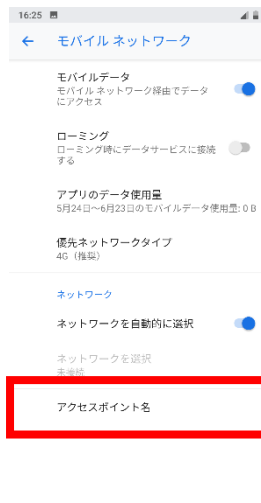 16:25
モバイル ネットワーク
モバイルデータ
モバイル ネットワーク経由でデータ
にアクセス
ローミング
ローミング時にデータサービスに接続
する
アプリのデータ使用量
5月24日～6月23日のモバイルデータ使用量: 0 B
優先ネットワークタイプ
4G（推奨）
ネットワーク
ネットワークを自動的に選択
ネットワークを選択
未接続
アクセスポイント名